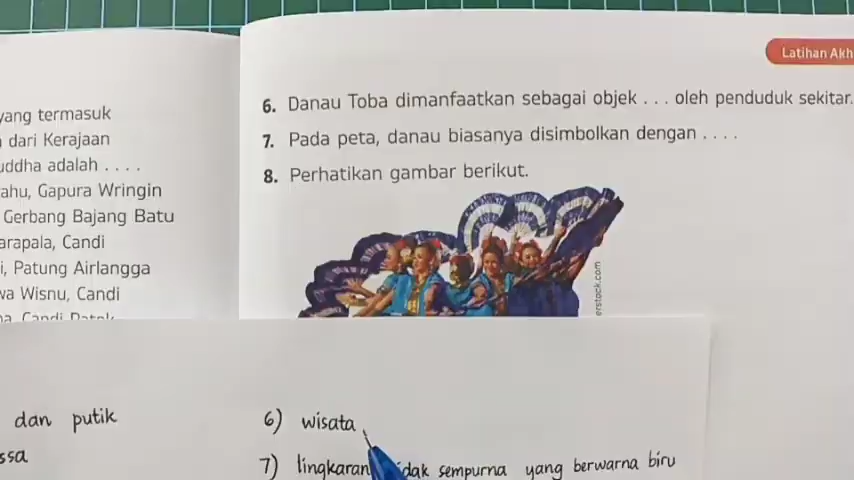 Latihan Akh
yang termasuk
dari Kerajaan
uddha adalah . . . .
ahu, Gapura Wringin
Gerbang Bajang Batu
arapala, Candi
i, Patung Airlangga
wa Wisnu, Candi
6. Danau Toba dimanfaatkan sebagai objek . . . oleh penduduk sekitar.
7. Pada peta, danau biasanya disimbolkan dengan . . . .
8. Perhatikan gambar berikut.
erstock.com
dan putik
ssa
6) wisata
7) lingkaran idak sempurna yang berwarna biru